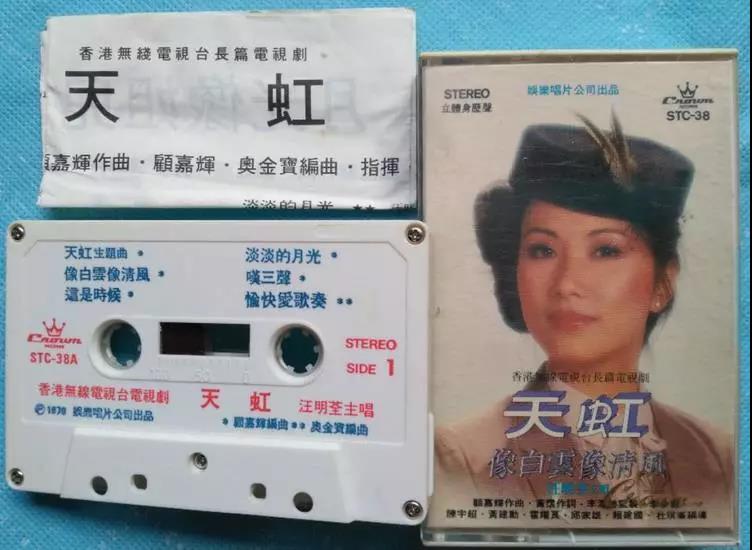 香港無綫電視台長篇電視劇
天 虹
顧嘉輝作曲・顧嘉輝・奧金寶編曲・指揮
淡淡的月光 **
天虹主題曲 *
像白雲像清風 *
這是時候 *
淡淡的月光 *
嘆三聲 *
愉快愛歌奏 **
Crown
STC-38A
STEREO
SIDE 1
香港無線電視台電視劇 天 虹 汪明荃主唱
娛樂唱片公司出品
* 顧嘉輝編曲 ** 奧金寶編曲
STEREO
立體身歷聲
娛樂唱片公司出品
Crown
STC-38
香港無綫電視台長篇電視劇
天虹
像白雲像清風
顧嘉輝作曲・黃霑作詞・